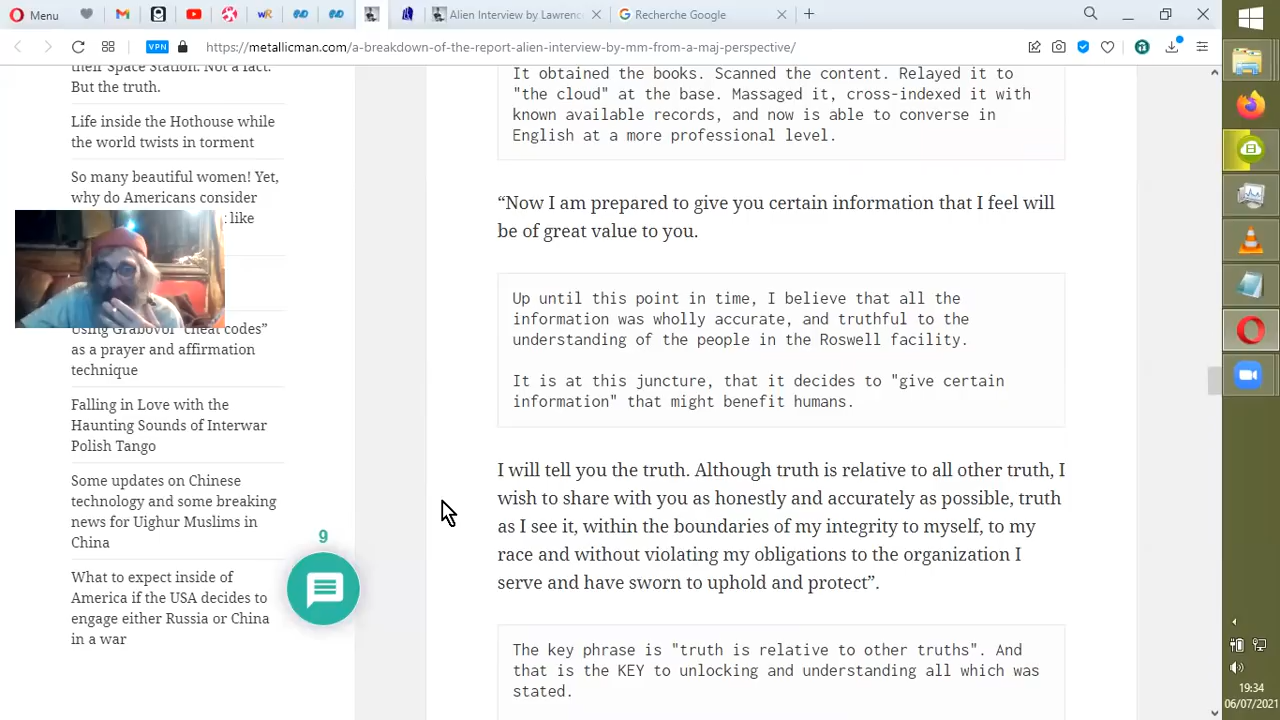 Menu
wR
Alien Interview by Lawrenc
Recherche Google
VPN
https://metallicman.com/a-breakdown-of-the-report-alien-interview-by-mm-from-a-maj-perspective/
their Space Station. Not a fact.
But the truth.
Life inside the Hothouse while
the world twists in torment
So many beautiful women! Yet,
why do Americans consider
like
Using Grabovoi “cheat codes”
as a prayer and affirmation
technique
Falling in Love with the
Haunting Sounds of Interwar
Polish Tango
Some updates on Chinese
technology and some breaking
news for Uighur Muslims in
China
What to expect inside of
America if the USA decides to
engage either Russia or China
in a war
9
It obtained the books. Scanned the content. Relayed it to
"the cloud" at the base. Massaged it, cross-indexed it with
known available records, and now is able to converse in
English at a more professional level.
“Now I am prepared to give you certain information that I feel will
be of great value to you.
Up until this point in time, I believe that all the
information was wholly accurate, and truthful to the
understanding of the people in the Roswell facility.
It is at this juncture, that it decides to "give certain
information" that might benefit humans.
I will tell you the truth. Although truth is relative to all other truth, I
wish to share with you as honestly and accurately as possible, truth
as I see it, within the boundaries of my integrity to myself, to my
race and without violating my obligations to the organization I
serve and have sworn to uphold and protect”.
The key phrase is "truth is relative to other truths". And
that is the KEY to unlocking and understanding all which was
stated.
19:34
06/07/2021